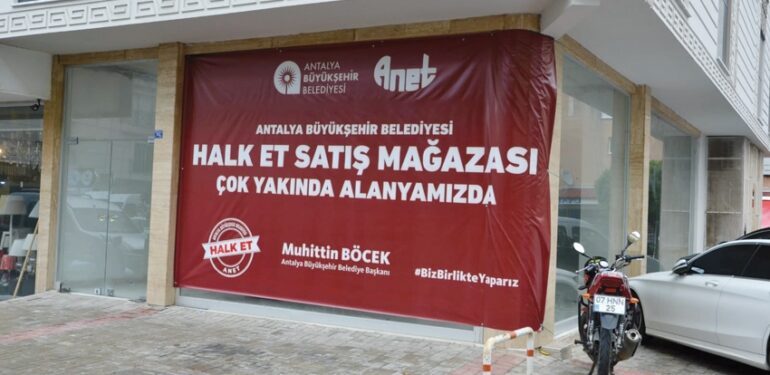 ANTALYA
BÜYÜKŞEHİR
BELEDİYESİ
Anet
ANTALYA BÜYÜKŞEHİR BELEDİYESİ
HALK ET SATIŞ MAĞAZASI
ÇOK YAKINDA ALANYAMIZDA
HALK ET
ANET
Muhittin BÖCEK
Antalya Büyükşehir Belediye Başkanı
#BizBirlikteYaparız
07 HNN
25